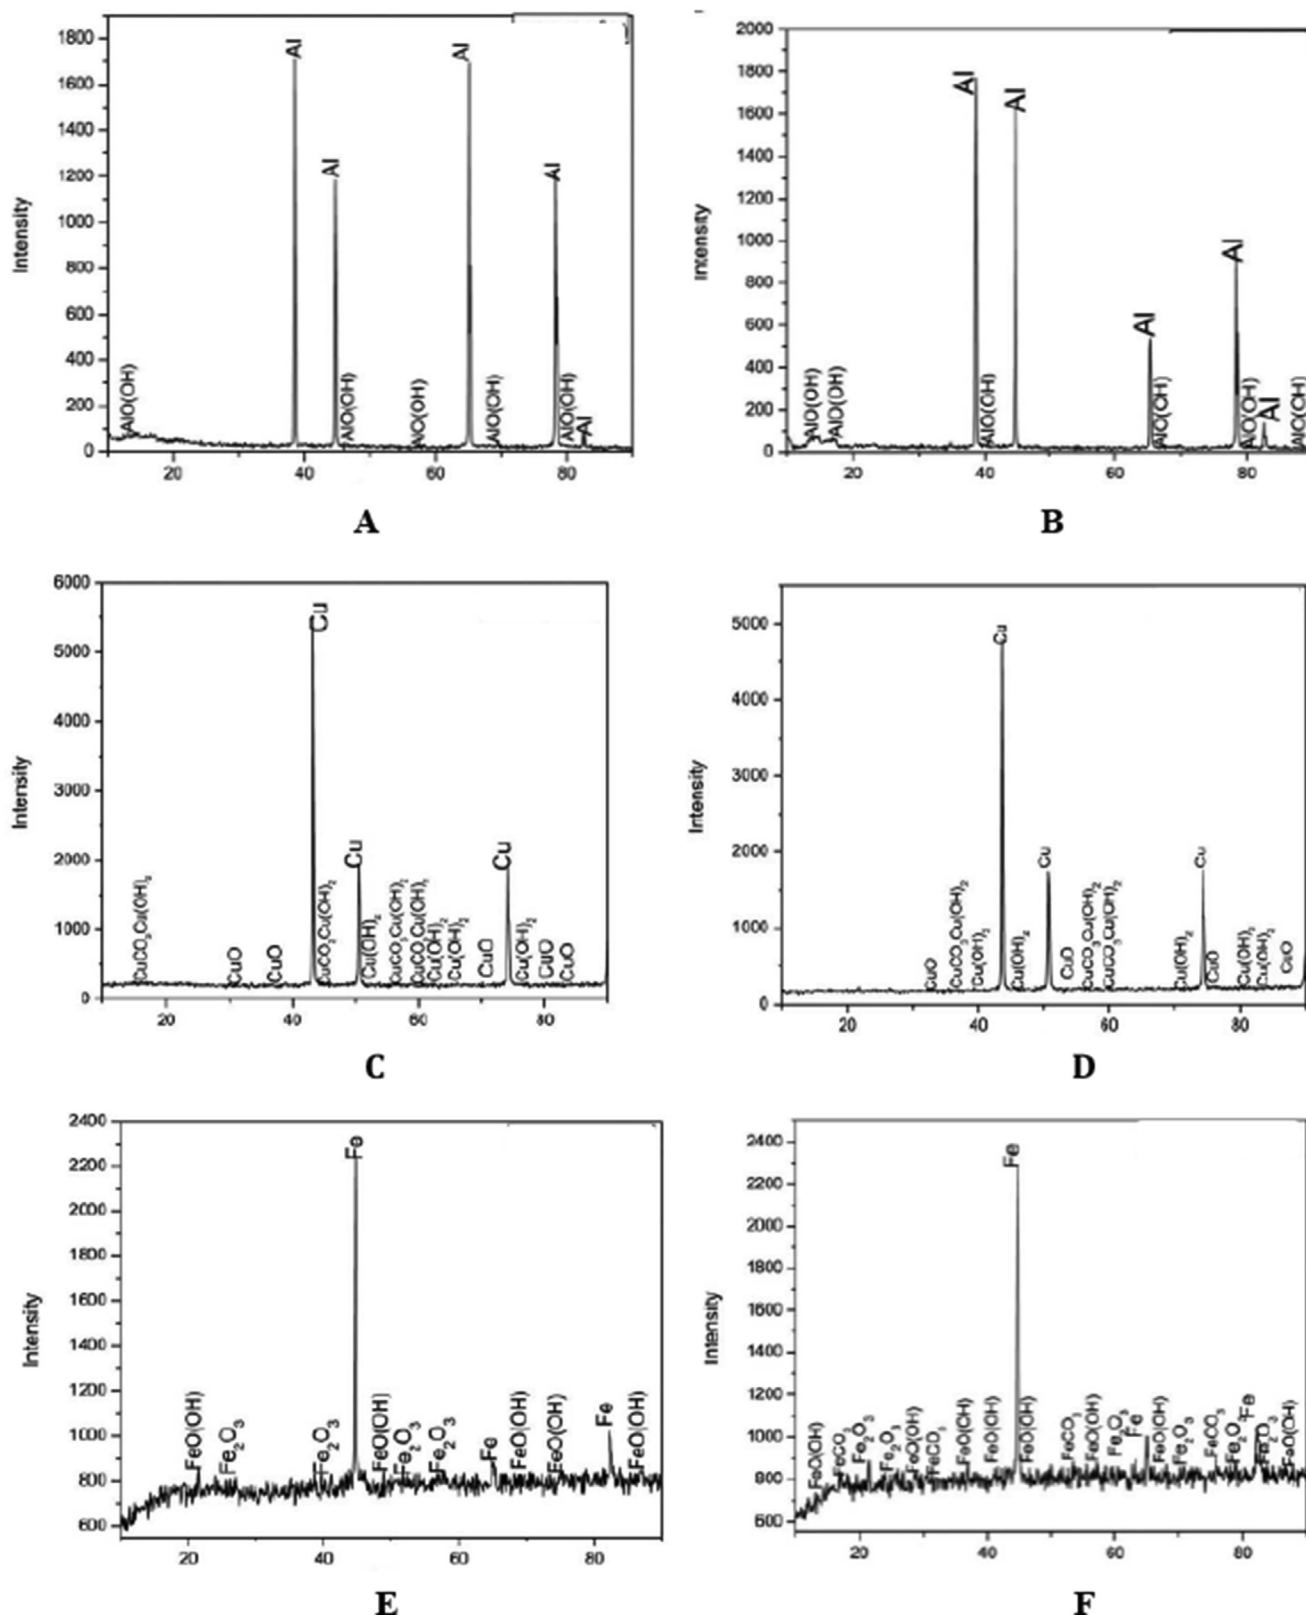 1800
1600
1400
1200
1000
800
600
400
200
0
Intensity
20
40
60
80
Al
Al
Al
Al
Al
AlO(OH)
AlO(OH)
AlO(OH)
AlO(OH)
AlO(OH)
A
2000
1800
1600
1400
1200
1000
800
600
400
200
0
Intensity
20
40
60
80
Al
Al
Al
Al
Al
AlO(OH)
AlO(OH)
AlO(OH)
AlO(OH)
AlO(OH)
AlO(OH)
B
6000
5000
4000
3000
2000
1000
0
Intensity
20
40
60
80
Cu
Cu
Cu
CuCO₃Cu(OH)₂
CuO
CuO
CuCO₃Cu(OH)₂
Cu(OH)₂
CuCO₃Cu(OH)₂
CuCO₃Cu(OH)₂
Cu(OH)₂
Cu(OH)₂
CuO
Cu(OH)₂
CuO
CuO
C
5000
4000
3000
2000
1000
0
Intensity
20
40
60
80
Cu
Cu
Cu
CuO
CuCO₃Cu(OH)₂
Cu(OH)₂
Cu(OH)₂
CuO
CuCO₃Cu(OH)₂
CuCO₃Cu(OH)₂
Cu(OH)₂
CuO
Cu(OH)₂
Cu(OH)₂
CuO
D
2400
2200
2000
1800
1600
1400
1200
1000
800
600
Intensity
20
40
60
80
FeO(OH)
Fe₂O₃
Fe₂O₃
Fe
FeO(OH)
Fe₂O₃
Fe₂O₃
Fe
FeO(OH)
FeO(OH)
Fe
FeO(OH)
E
2400
2200
2000
1800
1600
1400
1200
1000
800
600
Intensity
20
40
60
80
FeO(OH)
FeCO₃
Fe₂O₃
Fe₂O₃
FeO(OH)
FeCO₃
FeO(OH)
FeO(OH)
Fe
FeO(OH)
FeCO₃
FeO(OH)
Fe₂O₃
Fe
FeO(OH)
Fe₂O₃
FeCO₃
Fe₂O₃
Fe
Fe₂O₃
FeO(OH)
F